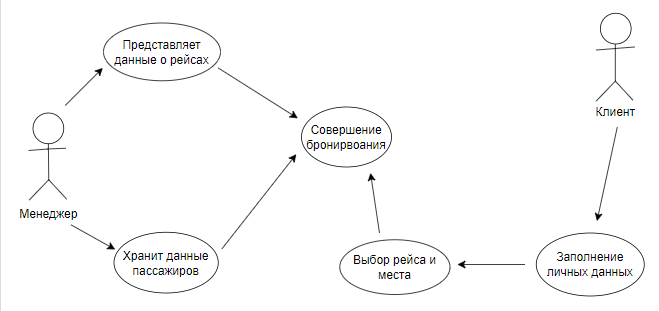 Представляет
данные о рейсах
Клиент
Совершение
бронирвоания
Менеджер
Хранит данные
пассажиров
Выбор рейса и
места
Заполнение
личных данных